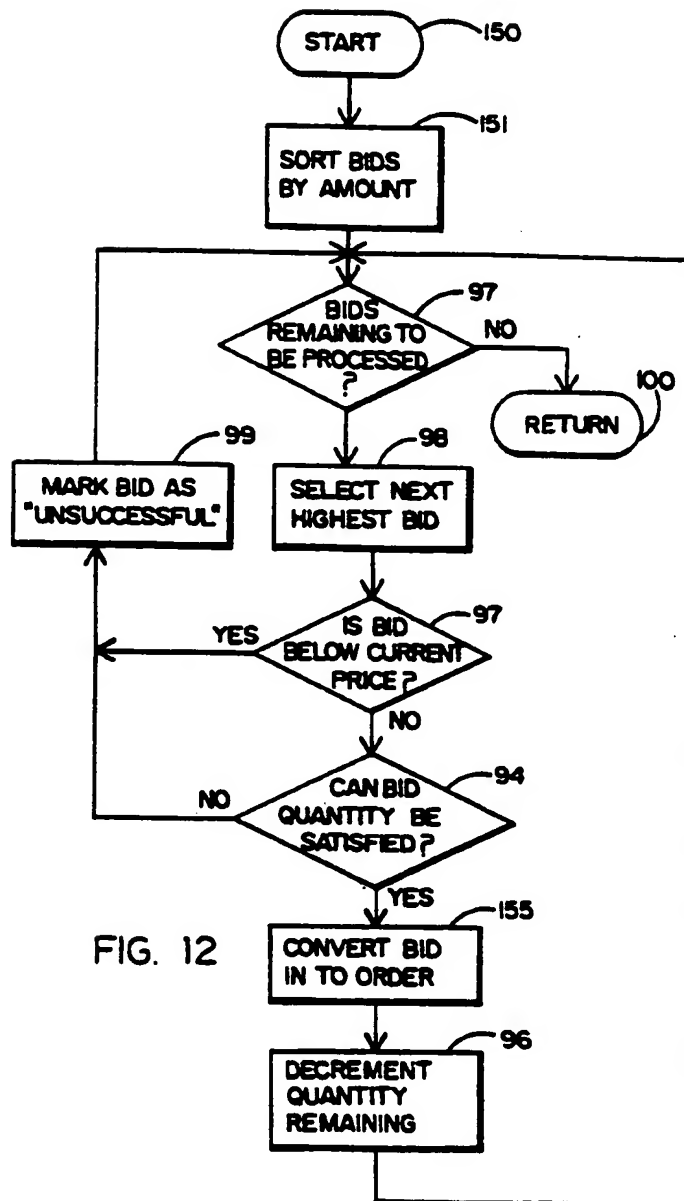 START
150
151
SORT BIDS
BY AMOUNT
97
BIDS
REMAINING TO
BE PROCESSED
?
NO
RETURN
100
99
MARK BID AS
"UNSUCCESSFUL"
98
SELECT NEXT
HIGHEST BID
97
YES
IS BID
BELOW CURRENT
PRICE?
NO
94
NO
CAN BID
QUANTITY BE
SATISFIED?
YES
155
FIG. 12
CONVERT BID
IN TO ORDER
96
DECREMENT
QUANTITY
REMAINING